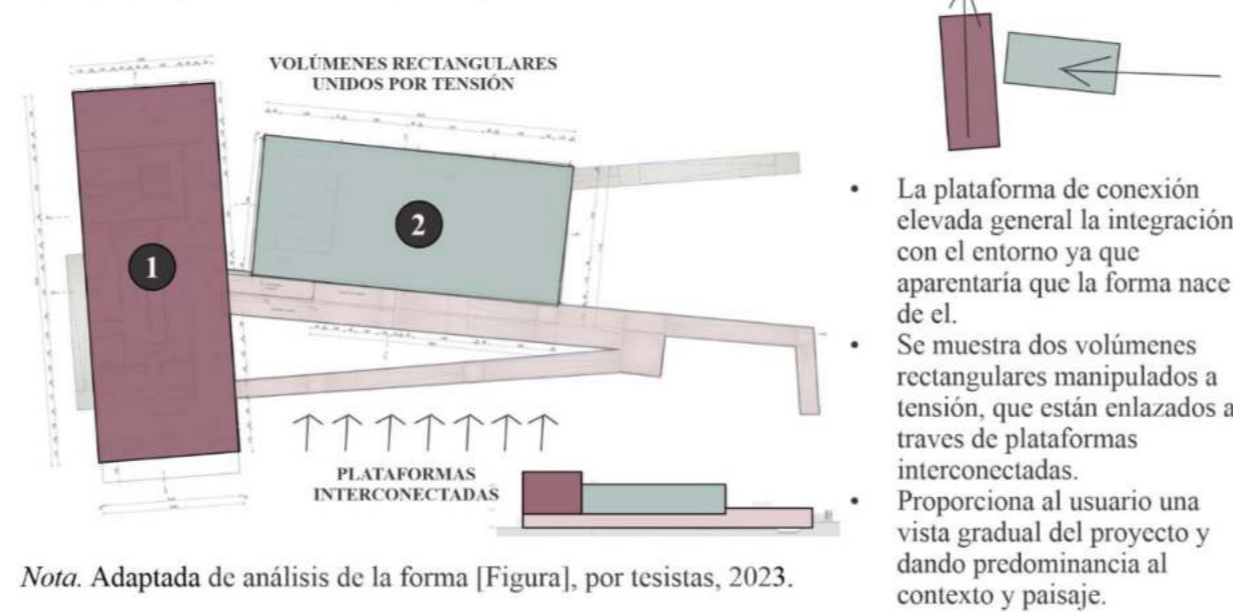 VOLÚMENES RECTANGULARES
UNIDOS POR TENSIÓN
1
2
PLATAFORMAS
INTERCONECTADAS
• La plataforma de conexión
elevada general la integración
con el entorno ya que
aparentaría que la forma nace
de el.
• Se muestra dos volúmenes
rectangulares manipulados a
tensión, que están enlazados a
traves de plataformas
interconectadas.
• Proporciona al usuario una
vista gradual del proyecto y
dando predominancia al
contexto y paisaje.
Nota. Adaptada de análisis de la forma [Figura], por tesistas, 2023.